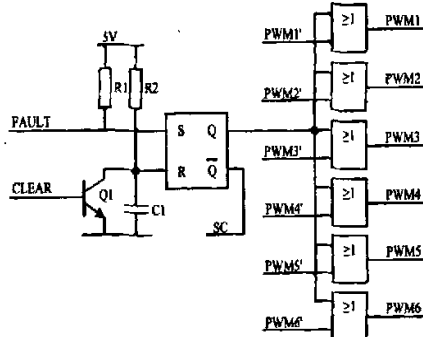 5V
R1
R2
FAULT
S
Q
R
Q
CLEAR
Q1
C1
SC
≥1
PWM1
PWM1'
≥1
PWM2
PWM2'
≥1
PWM3
PWM3'
≥1
PWM4
PWM4'
≥1
PWM5
PWM5'
≥1
PWM6
PWM6'